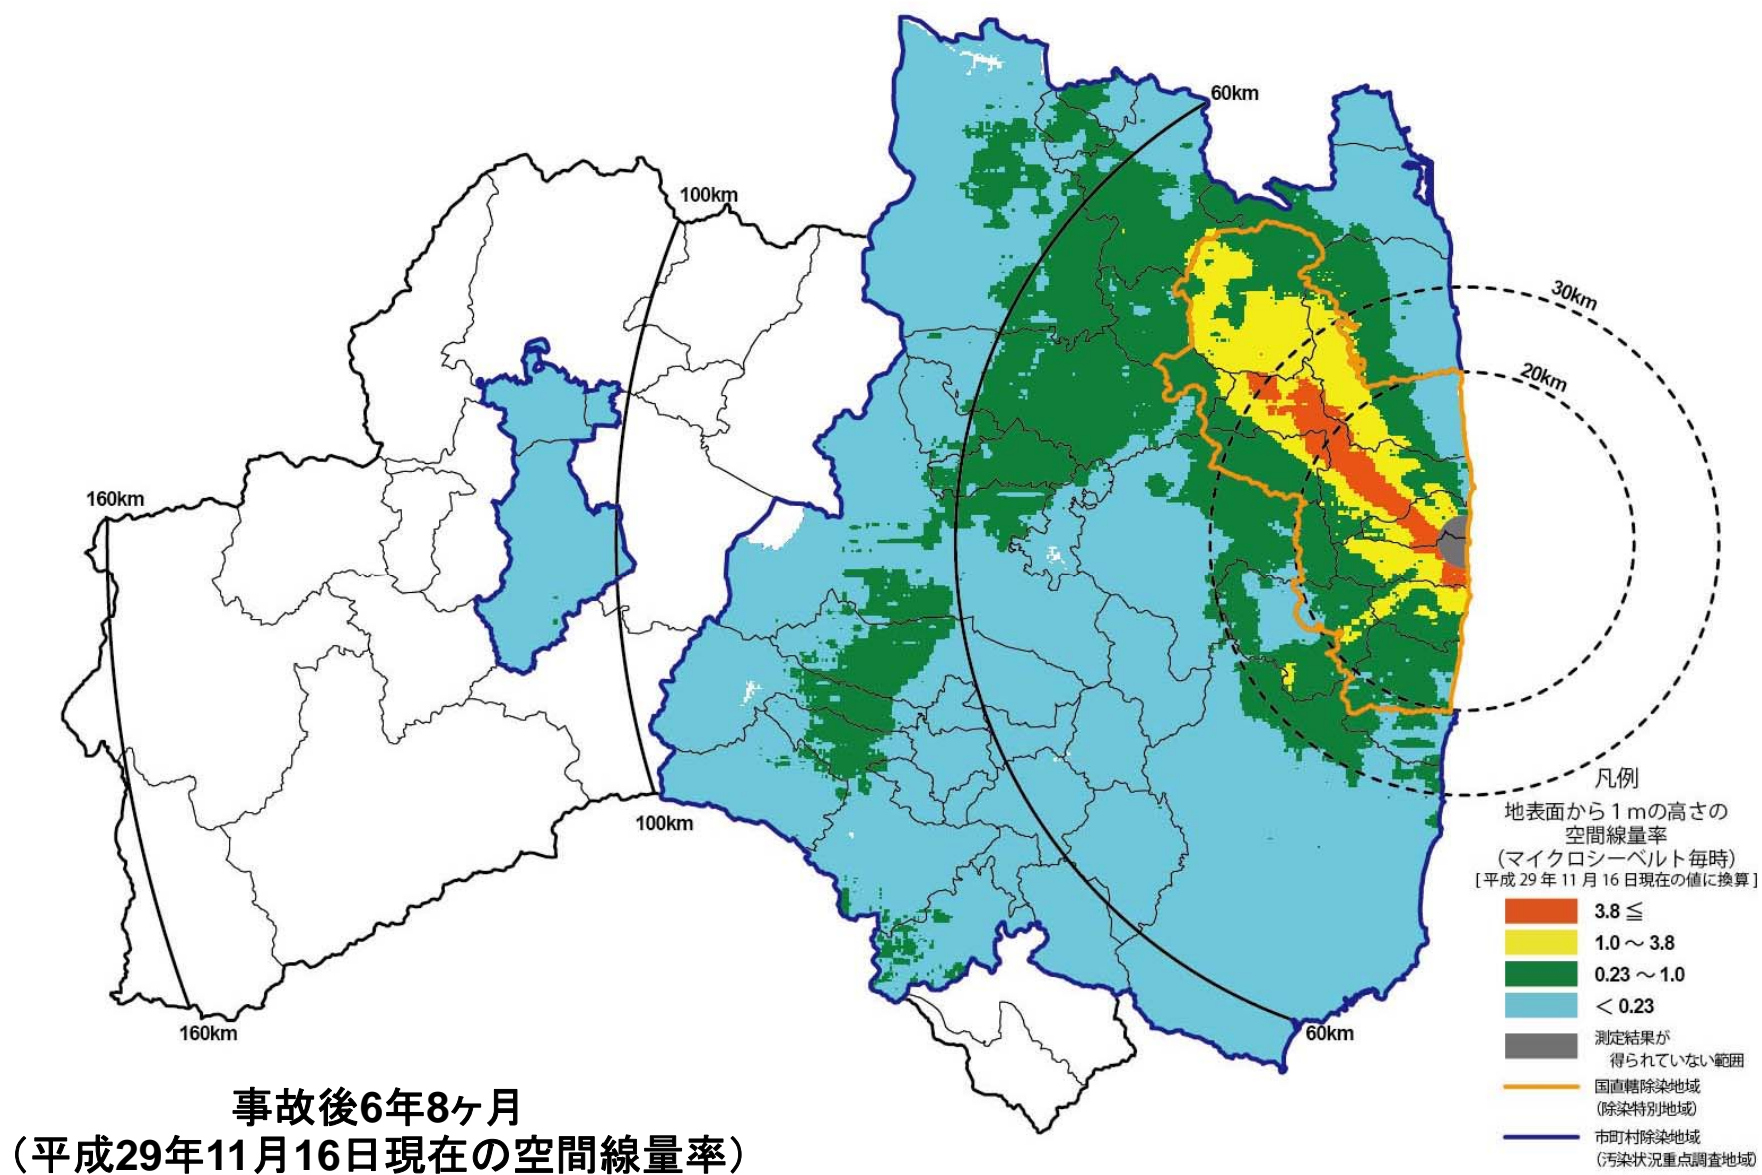 60km
100km
30km
20km
160km
凡例
地表面から1mの高さの
空間線量率
(マイクロシーベルト毎時)
[平成29年11月16日現在の値に換算]
3.8≦
1.0~3.8
0.23~1.0
<0.23
測定結果が
得られていない範囲
国直轄除染地域
(除染特別地域)
市町村除染地域
(汚染状況重点調査地域)
100km
160km
60km
事故後6年8ヶ月
(平成29年11月16日現在の空間線量率)